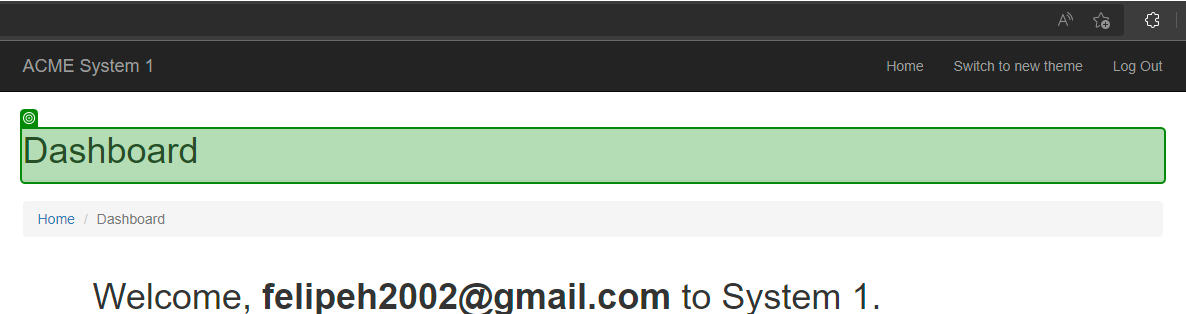 ACME System 1 Home Switch to new theme Log Out
Dashboard
Home / Dashboard
Welcome, felipeh2002@gmail.com to System 1.